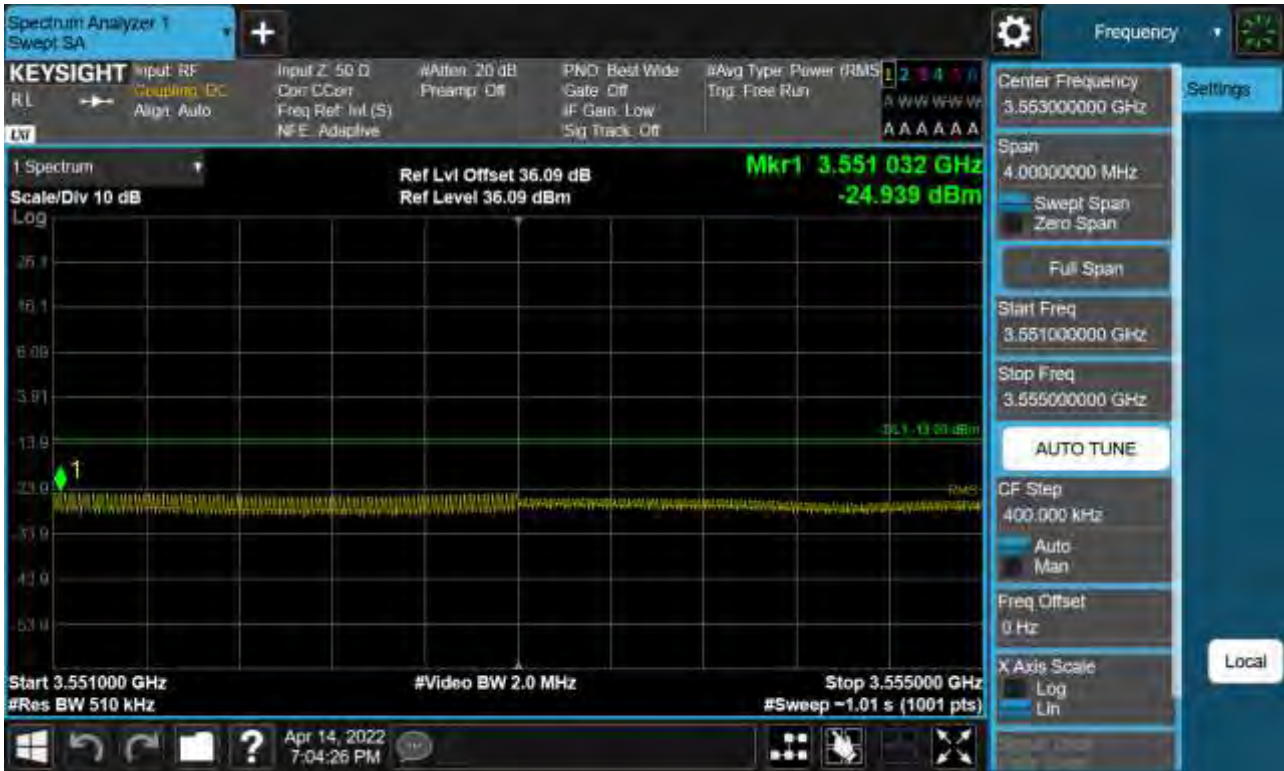 Spectrum Analyzer 1
Swept SA
+
Frequency
KEYSIGHT
RL
Input: RF
Coupling: DC
Align: Auto
Input Z: 50 Ω
Corr CCorr
Freq Ref: Int (S)
NFE: Adaptive
#Atten: 20 dB
Preamp: Off
PNO: Best Wide
Gate: Off
IF Gain: Low
Sig Track: Off
#Avg Type: Power (RMS
Trig: Free Run
1 2 3 4 5 6
A W W W W W
A A A A A A
LXI
1 Spectrum
Scale/Div 10 dB
Ref Lvl Offset 36.09 dB
Ref Level 36.09 dBm
Mkr1 3.551 032 GHz
-24.939 dBm
Log
26.1
16.1
6.09
-3.91
-13.9
DL1 -13.00 dBm
1
-23.9
RMS
-33.9
-43.9
-53.9
Start 3.551000 GHz
#Video BW 2.0 MHz
Stop 3.555000 GHz
#Res BW 510 kHz
#Sweep ~1.01 s (1001 pts)
?
Apr 14, 2022
7:04:26 PM
Center Frequency
3.553000000 GHz
Span
4.00000000 MHz
Swept Span
Zero Span
Full Span
Start Freq
3.551000000 GHz
Stop Freq
3.555000000 GHz
AUTO TUNE
CF Step
400.000 kHz
Auto
Man
Freq Offset
0 Hz
X Axis Scale
Log
Lin
Settings
Local